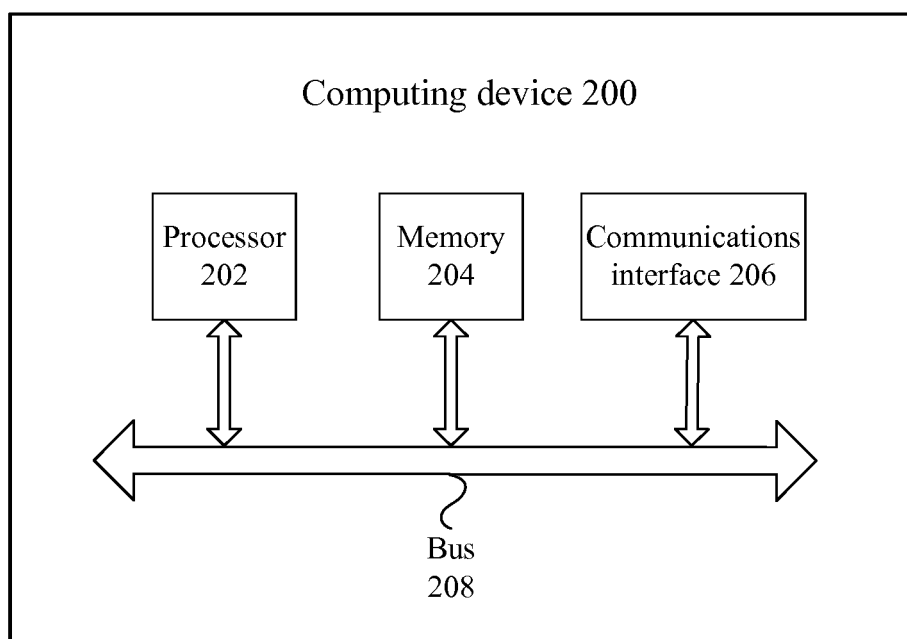 Computing device 200
Processor
202
Memory
204
Communications
interface 206
Bus
208